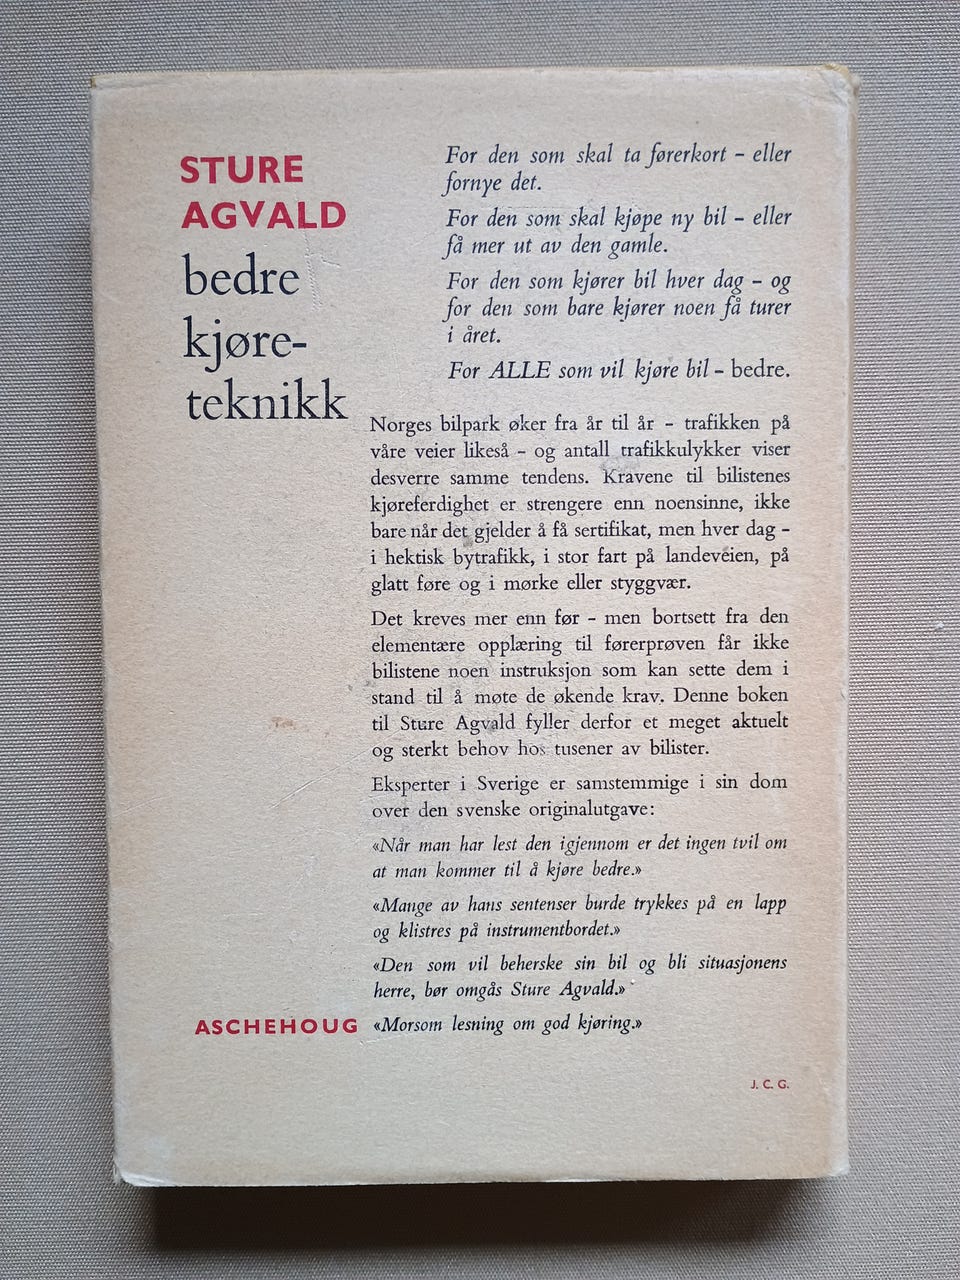 STURE
AGVALD
bedre
kjøre-
teknikk
For den som skal ta førerkort – eller
fornye det.
For den som skal kjøpe ny bil – eller
få mer ut av den gamle.
For den som kjører bil hver dag – og
for den som bare kjører noen få turer
i året.
For ALLE som vil kjøre bil – bedre.
Norges bilpark øker fra år til år – trafikken på
våre veier likeså – og antall trafikkulykker viser
desverre samme tendens. Kravene til bilistenes
kjøreferdighet er strengere enn noensinne, ikke
bare når det gjelder å få sertifikat, men hver dag –
i hektisk bytrafikk, i stor fart på landeveien, på
glatt føre og i mørke eller styggvær.
Det kreves mer enn før – men bortsett fra den
elementære opplæring til førerprøven får ikke
bilistene noen instruksjon som kan sette dem i
stand til å møte de økende krav. Denne boken
til Sture Agvald fyller derfor et meget aktuelt
og sterkt behov hos tusener av bilister.
Eksperter i Sverige er samstemmige i sin dom
over den svenske originalutgave:
«Når man har lest den igjennom er det ingen tvil om
at man kommer til å kjøre bedre.»
«Mange av hans sentenser burde trykkes på en lapp
og klistres på instrumentbordet.»
«Den som vil beherske sin bil og bli situasjonens
herre, bør omgås Sture Agvald.»
«Morsom lesning om god kjøring.»
ASCHEHOUG
J. C. G.